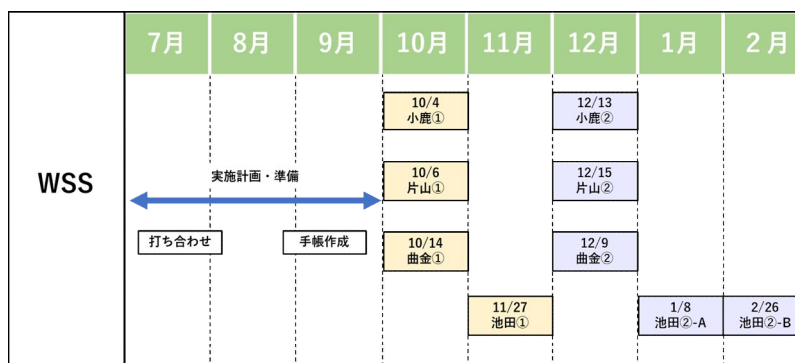 7月 8月 9月 10月 11月 12月 1月 2月
WSS
10/4
小鹿①
12/13
小鹿②
実施計画・準備
10/6
片山①
12/15
片山②
打ち合わせ
手帳作成
10/14
曲金①
12/9
曲金②
11/27
池田①
1/8
池田②-A
2/26
池田②-B